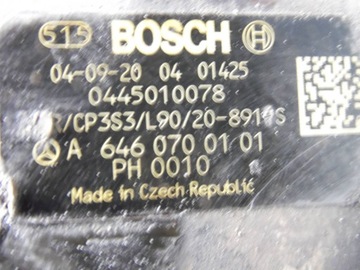 515 BOSCH
04-09-20 04 01425
0445010078
R/CP3S3/L90/20-8919S
A 646 070 01 01
PH 0010
Made in Czech Republic